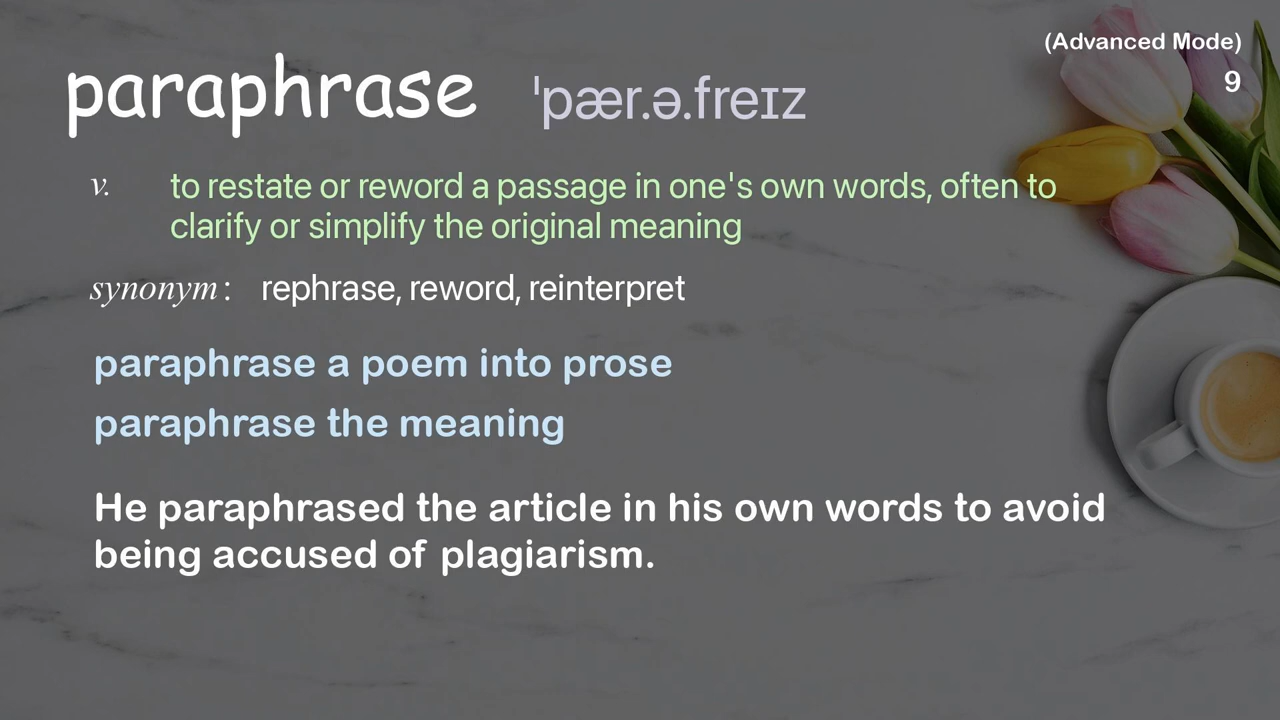 (Advanced Mode)
9
paraphrase ˈpær.ə.freɪz
v. to restate or reword a passage in one's own words, often to
clarify or simplify the original meaning
synonym : rephrase, reword, reinterpret
paraphrase a poem into prose
paraphrase the meaning
He paraphrased the article in his own words to avoid
being accused of plagiarism.